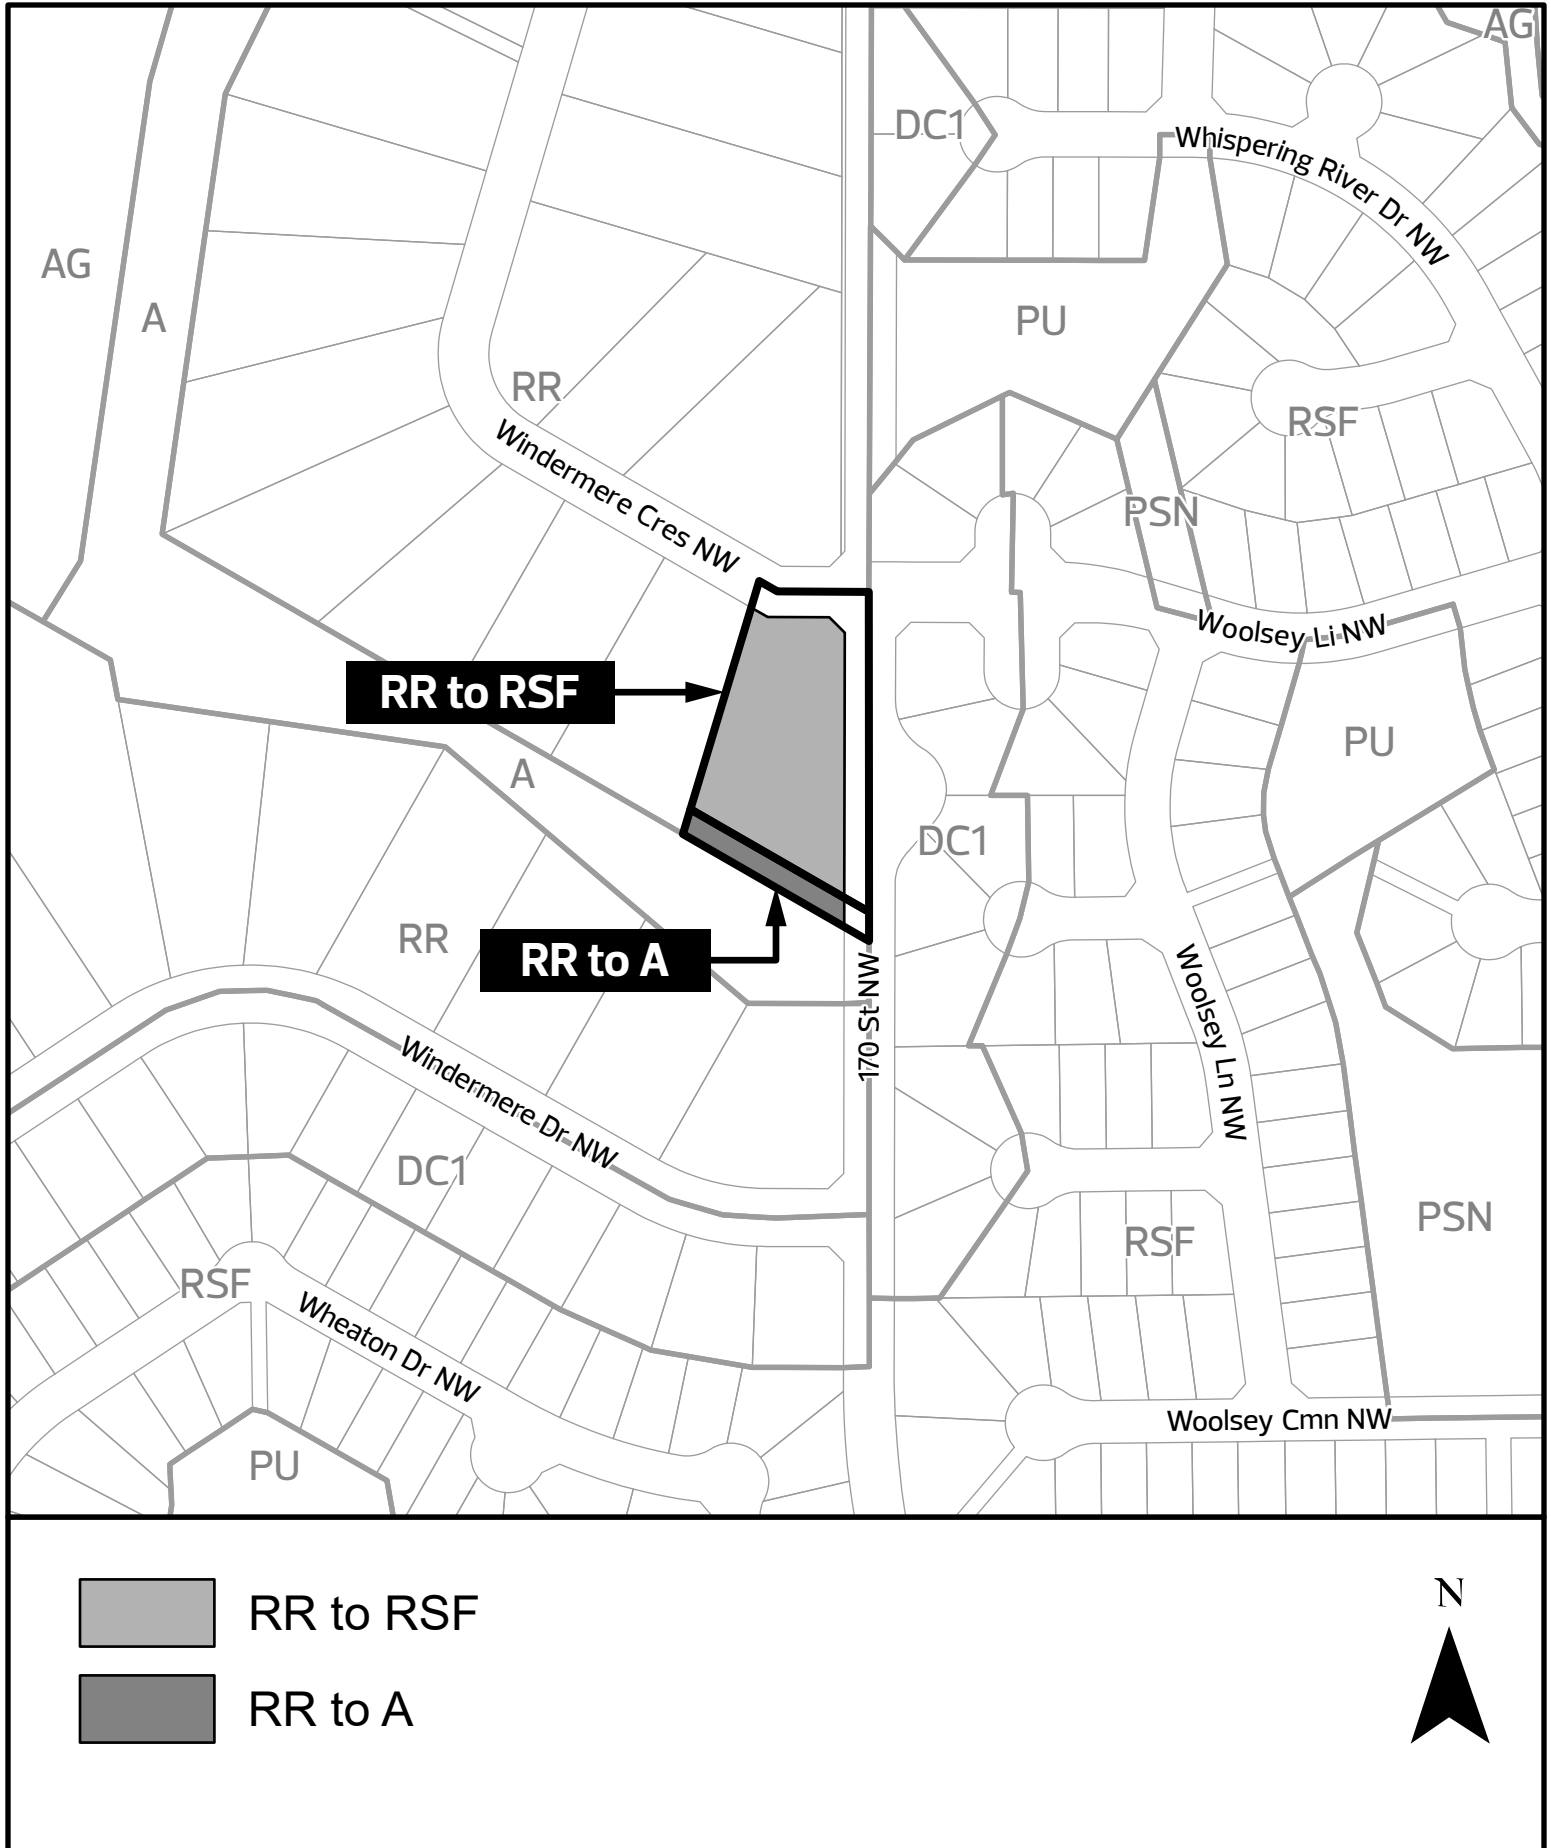 AG
DC1
Whispering River Dr NW
AG
A
PU
RR
RSF
Windermere Cres NW
PSN
Woolsey Li NW
RR to RSF
PU
A
DC1
RR
RR to A
170 St NW
Woolsey Ln NW
Windermere Dr NW
DC1
PSN
RSF
RSF
Wheaton Dr NW
Woolsey Cmn NW
PU
RR to RSF
N
RR to A